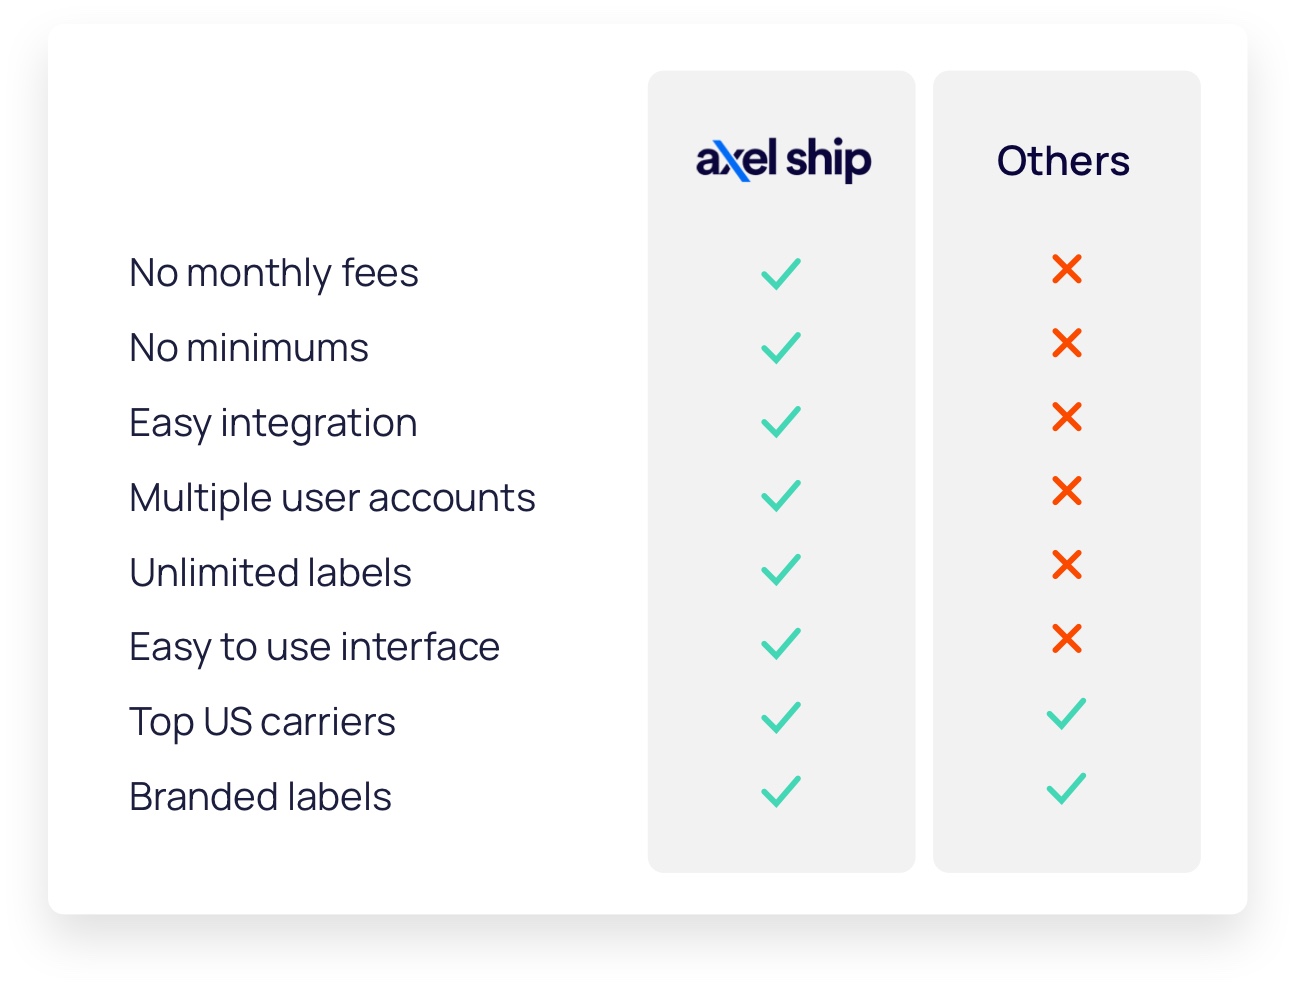 axel ship
Others
No monthly fees
No minimums
Easy integration
Multiple user accounts
Unlimited labels
Easy to use interface
Top US carriers
Branded labels